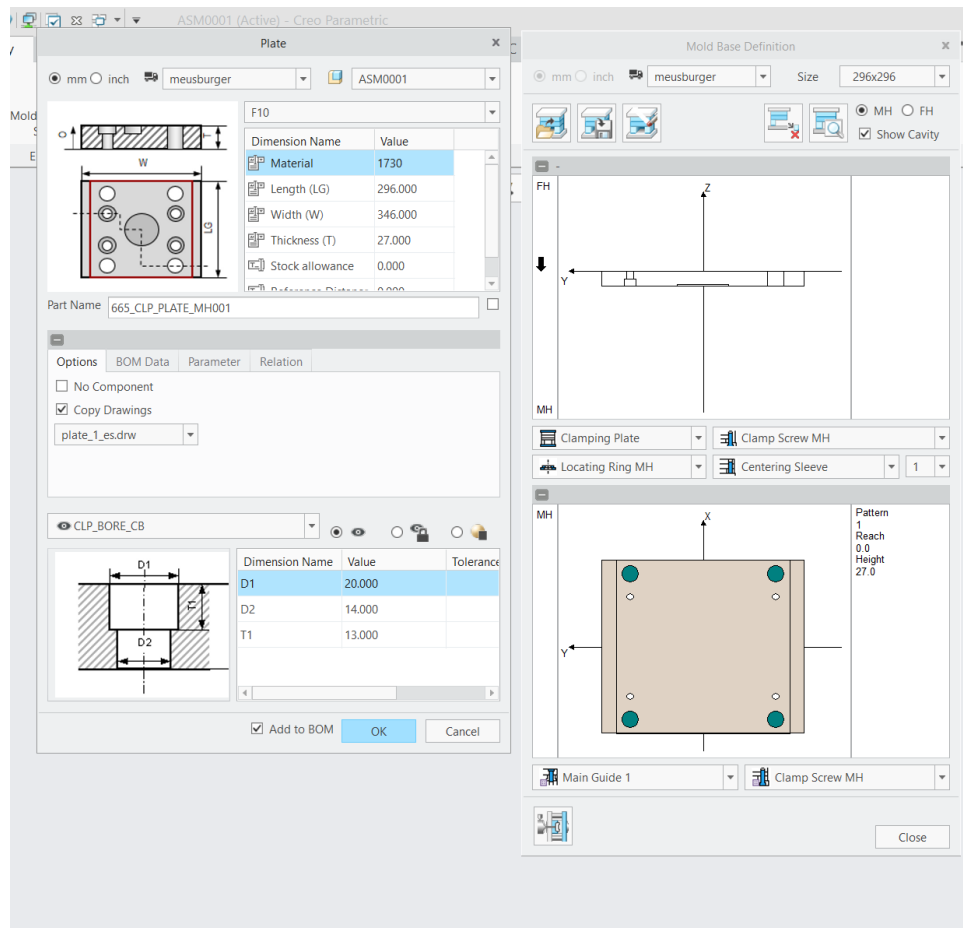 ASM0001 (Active) - Creo Parametric
Plate
mm inch meusburger ASM0001
F10
Dimension Name Value
Material 1730
Length (LG) 296.000
Width (W) 346.000
Thickness (T) 27.000
Stock allowance 0.000
O
T
W
LG
Part Name 665_CLP_PLATE_MH001
Options BOM Data Parameter Relation
No Component
Copy Drawings
plate_1_es.drw
CLP_BORE_CB
D1
T1
D2
Dimension Name Value Tolerance
D1 20.000
D2 14.000
T1 13.000
Add to BOM OK Cancel
Mold
Mold Base Definition
mm inch meusburger Size 296x296
MH FH
Show Cavity
-
FH
Z
Y
MH
Clamping Plate Clamp Screw MH
Locating Ring MH Centering Sleeve 1
MH
X
Y
Pattern
1
Reach
0.0
Height
27.0
Main Guide 1 Clamp Screw MH
Close